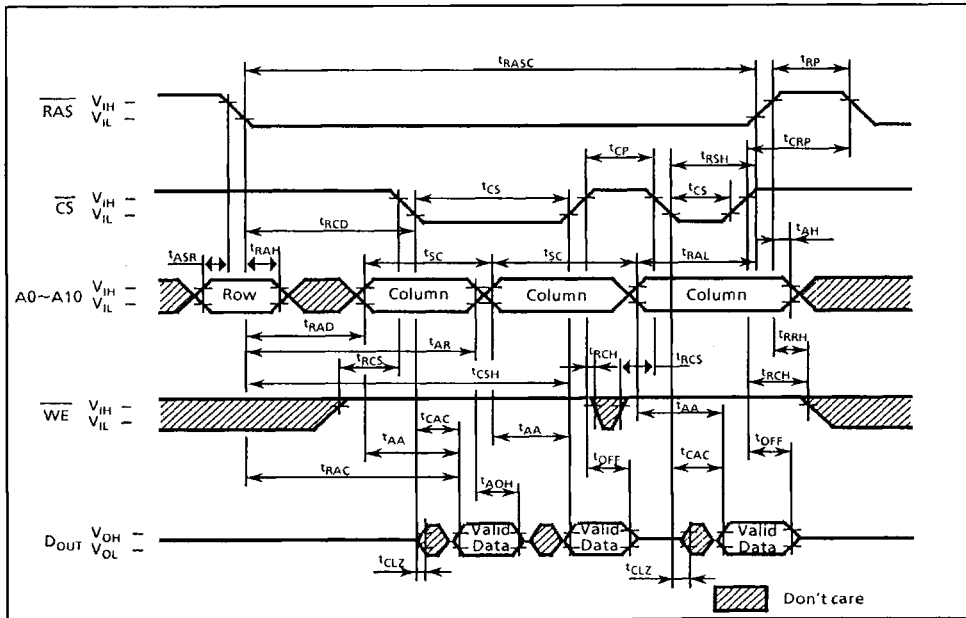 tRASC tRP
RAS VIH
VIL
tCRP
tCP tRSH
CS VIH
VIL
tCS tCS
tRCD
tASR tRAH tSC tSC tRAL tAH
A0~A10 VIH
VIL
Row Column Column Column
tRAD
tAR tRCH tRCS tRRH
tRCS tCSH tRCH
WE VIH
VIL
tCAC tAA
tAA tAA tOFF tCAC tOFF
tRAC
tAOH
DOUT VOH
VOL
Valid Data Valid Data Valid Data
tCLZ tCLZ
Don't care